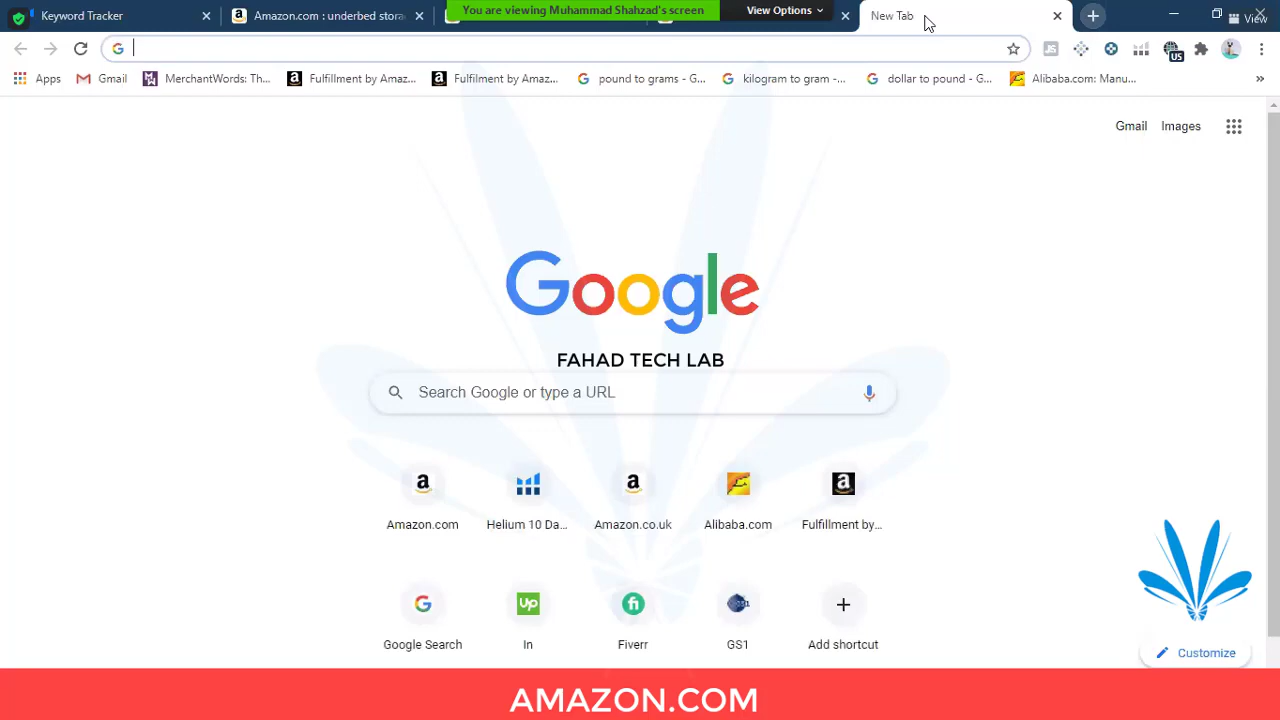 Keyword Tracker
Amazon.com : underbed stora
You are viewing Muhammad Shahzad's screen
View Options
New Tab
View
US
Apps
Gmail
MerchantWords: Th...
Fulfillment by Amaz...
Fulfilment by Amaz...
pound to grams - G...
kilogram to gram -...
dollar to pound - G...
Alibaba.com: Manu...
Gmail
Images
Google
FAHAD TECH LAB
Search Google or type a URL
Amazon.com
Helium 10 Da...
Amazon.co.uk
Alibaba.com
Fulfillment by...
Google Search
In
Fiverr
GS1
Add shortcut
Customize
AMAZON.COM